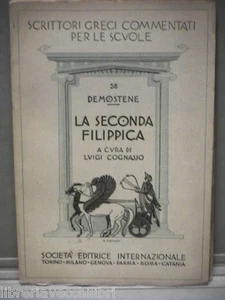 SCRITTORI GRECI COMMENTATI
PER LE SCVOLE
58
DEMOSTENE
LA SECONDA
FILIPPICA
A CVRA DI
LVIGI COGNASSO
SOCIETÀ EDITRICE INTERNAZIONALE
TORINO-MILANO-GENOVA-PARMA-ROMA-CATANIA